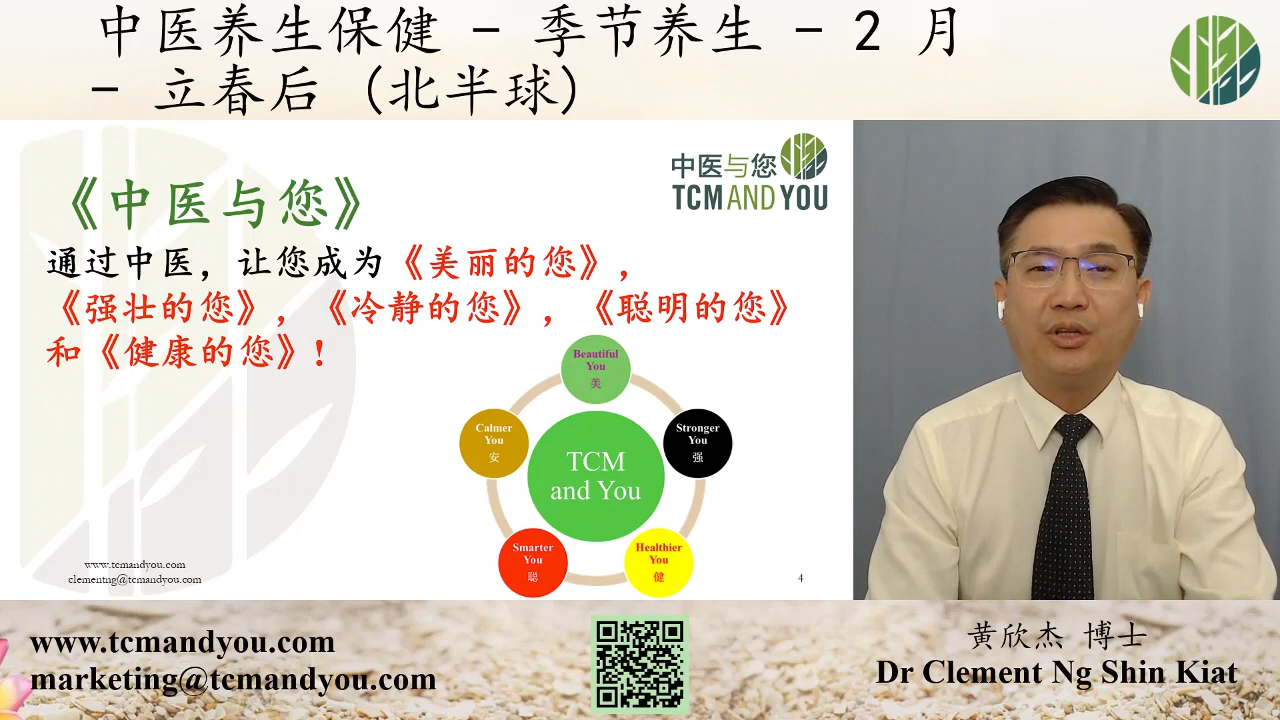 中医养生保健 - 季节养生 - 2 月
- 立春后 (北半球)
中医与您
TCM AND YOU
《中医与您》
通过中医，让您成为《美丽的您》，
《强壮的您》，《冷静的您》，《聪明的您》
和《健康的您》！
Beautiful
You
美
Calmer
You
安
Stronger
You
强
TCM
and You
Smarter
You
聪
Healthier
You
健
www.tcmandyou.com
clementng@tcmandyou.com
4
www.tcmandyou.com
marketing@tcmandyou.com
黄欣杰 博士
Dr Clement Ng Shin Kiat